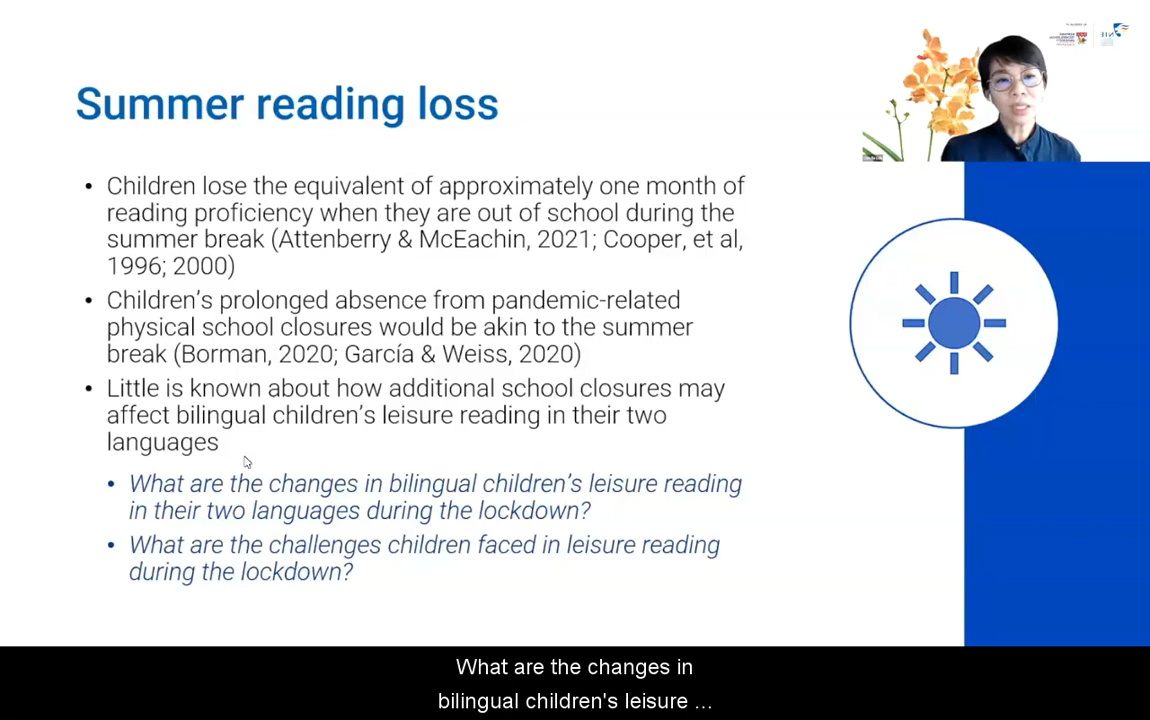 Summer reading loss
• Children lose the equivalent of approximately one month of
reading proficiency when they are out of school during the
summer break (Attenberry & McEachin, 2021; Cooper, et al,
1996; 2000)
• Children's prolonged absence from pandemic-related
physical school closures would be akin to the summer
break (Borman, 2020; García & Weiss, 2020)
• Little is known about how additional school closures may
affect bilingual children's leisure reading in their two
languages
• What are the changes in bilingual children's leisure reading
in their two languages during the lockdown?
• What are the challenges children faced in leisure reading
during the lockdown?
What are the changes in
bilingual children's leisure ...